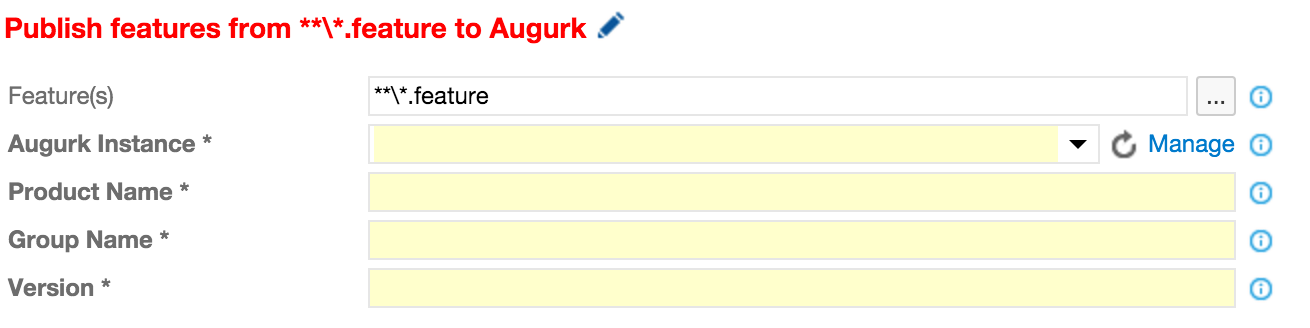 Publish features from **\*.feature to Augurk
Feature(s) **\*.feature ...
Augurk Instance * Manage
Product Name *
Group Name *
Version *